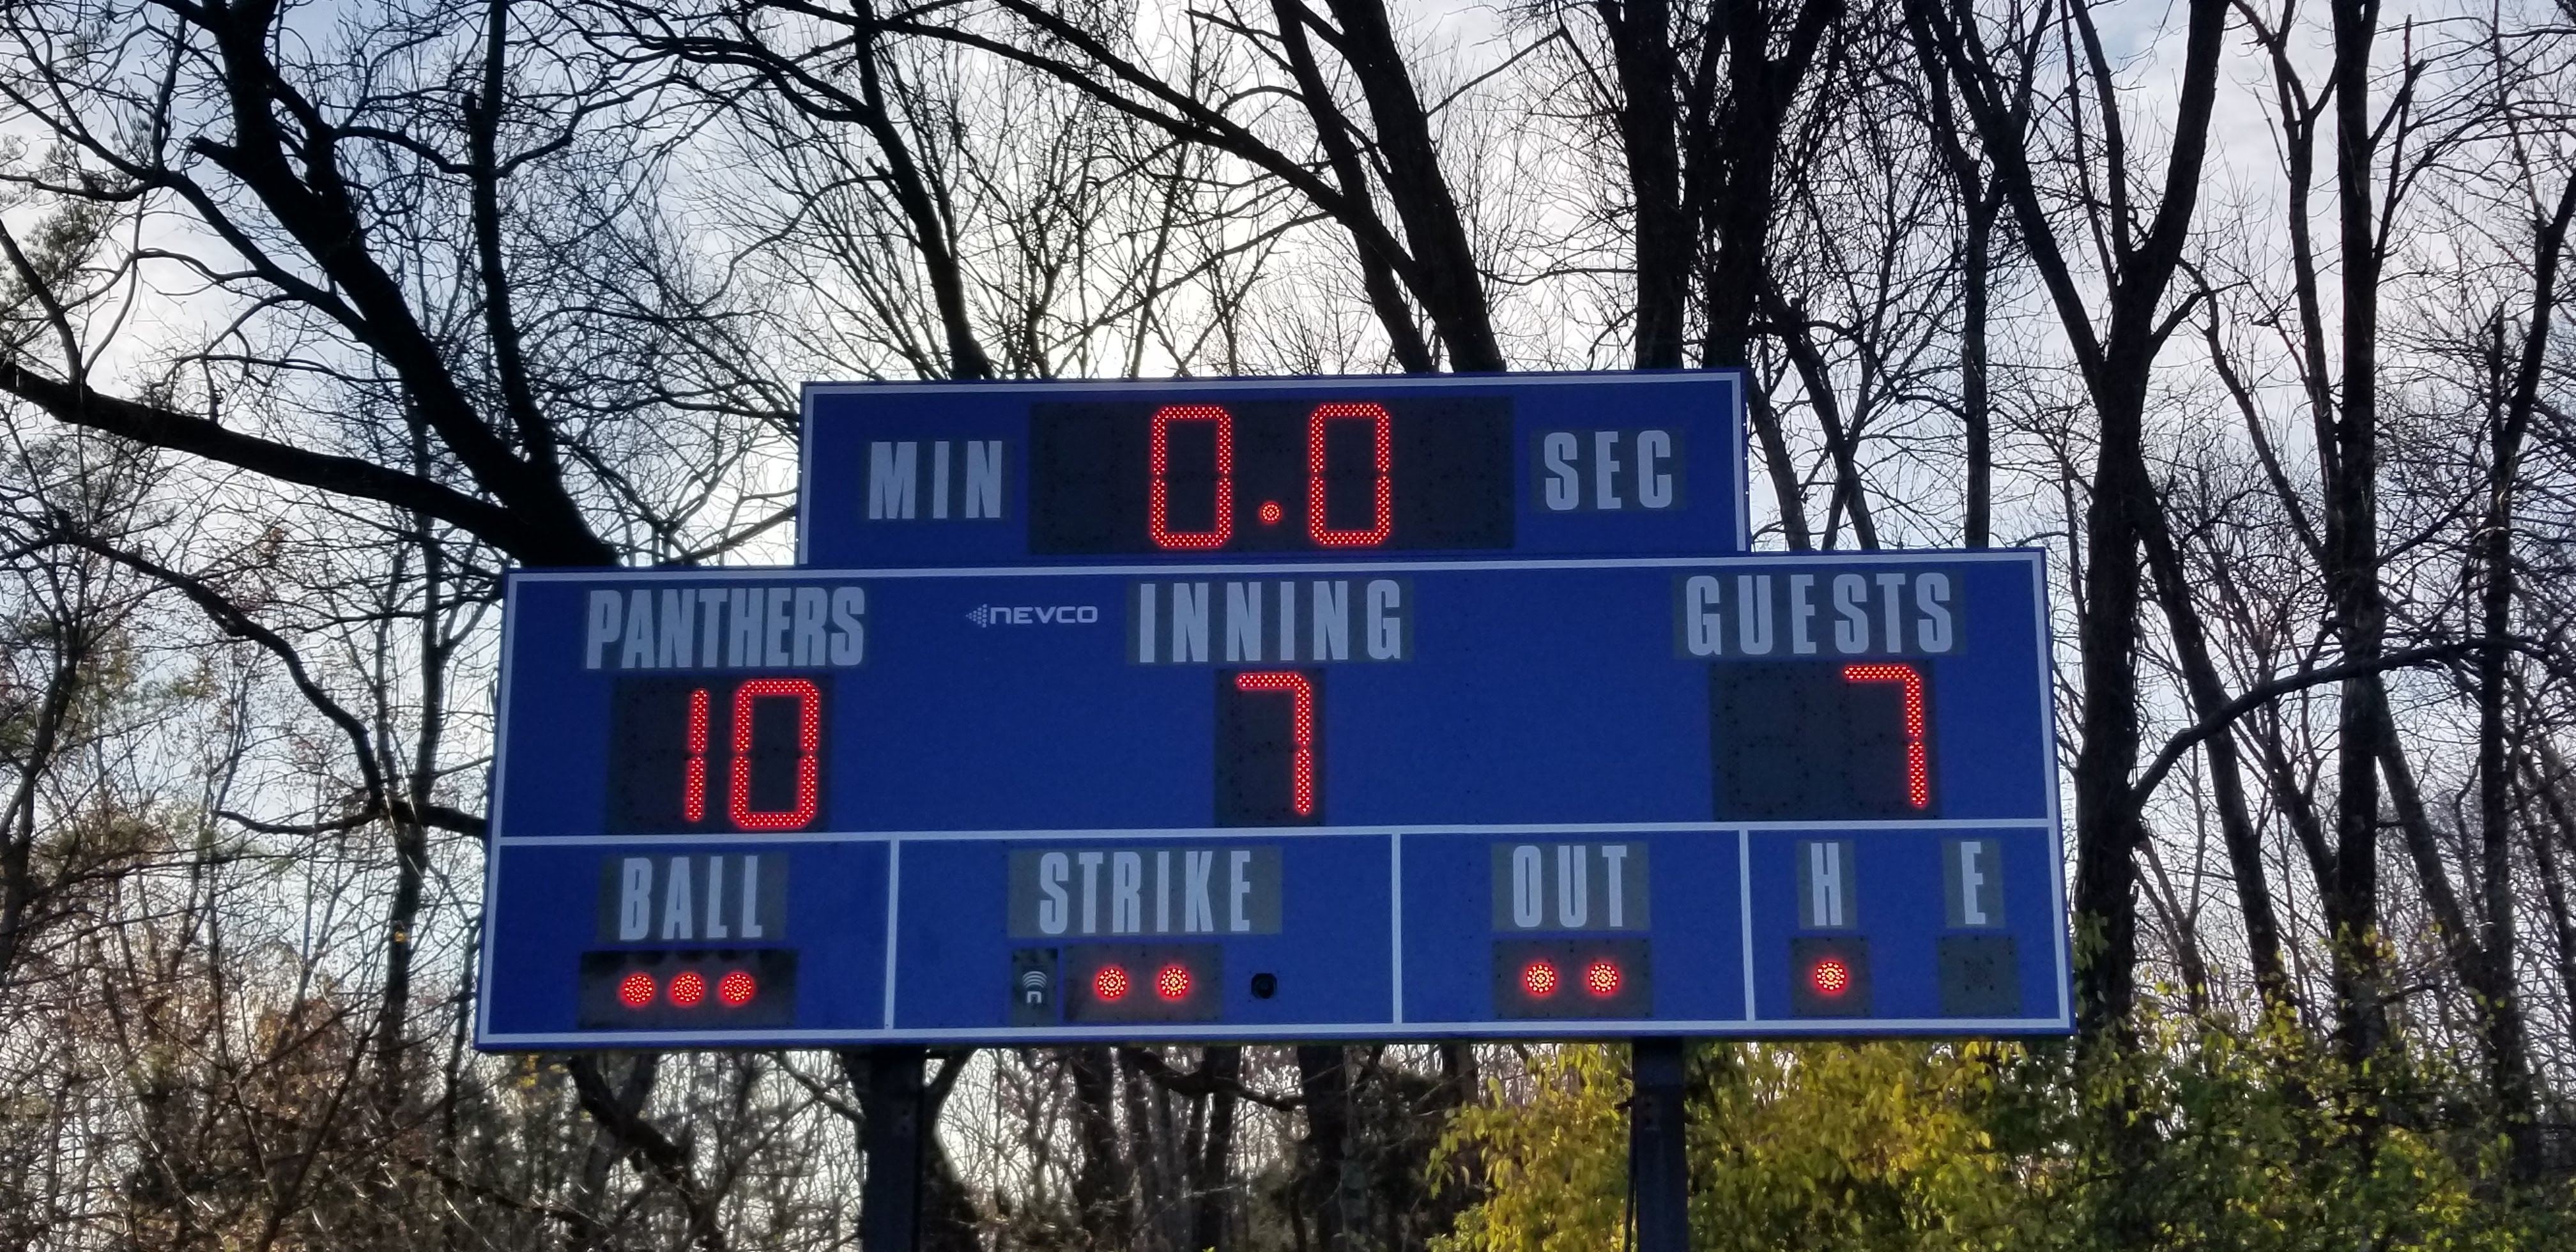 MIN 0.0 SEC
PANTHERS NEVCO INNING GUESTS
10 7 7
BALL STRIKE OUT H E